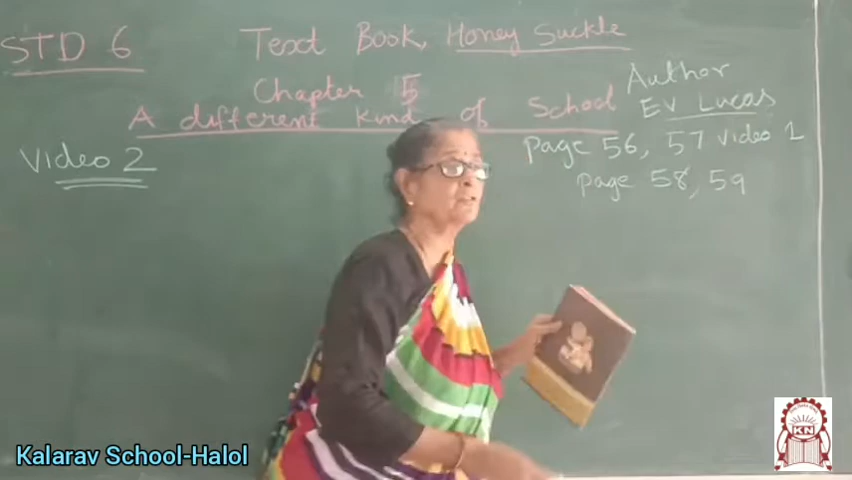 STD 6
Text Book, Honey Suckle
Chapter 5
A different Kind of School
Author
EV Lucas
Page 56, 57 video 1
page 58, 59
Video 2
Kalarav School-Halol
KN